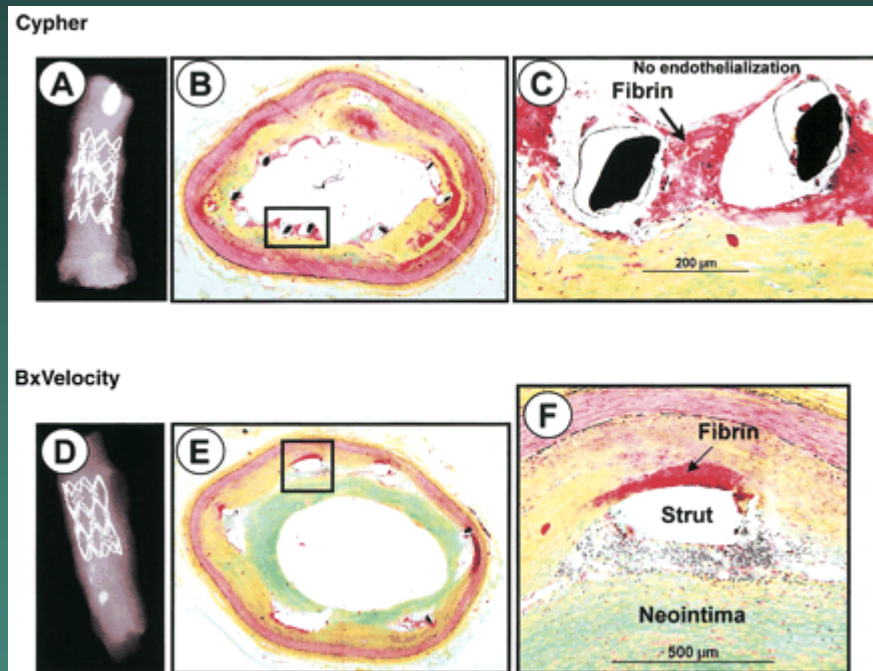 Cypher
A
B
C
No endothelialization
Fibrin
200 μm
BxVelocity
D
E
F
Fibrin
Strut
Neointima
500 μm